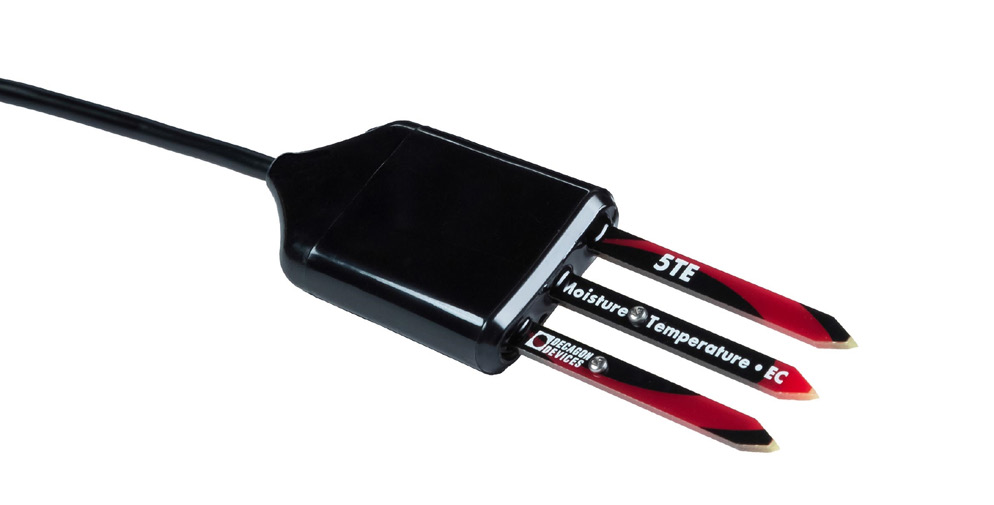 5TE
Moisture Temperature • EC
DECAGON
DEVICES